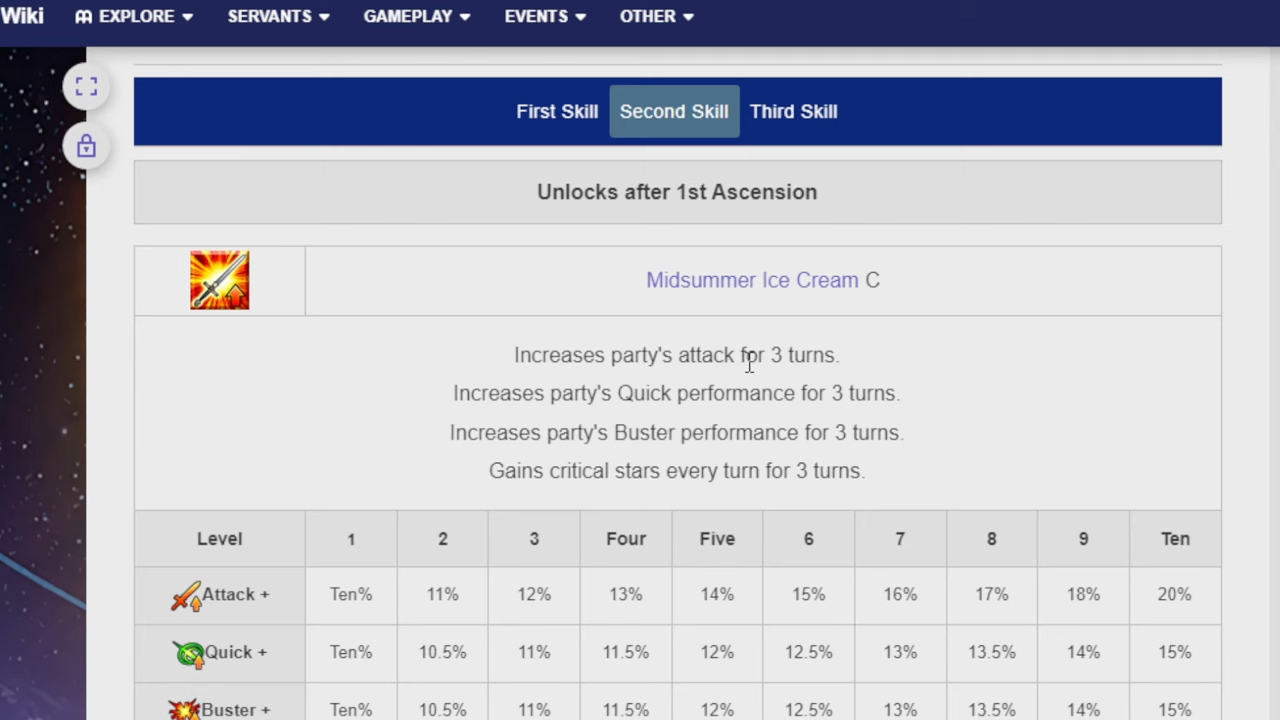 Wiki EXPLORE SERVANTS GAMEPLAY EVENTS OTHER
First Skill Second Skill Third Skill
Unlocks after 1st Ascension
Midsummer Ice Cream C
Increases party's attack for 3 turns.
Increases party's Quick performance for 3 turns.
Increases party's Buster performance for 3 turns.
Gains critical stars every turn for 3 turns.
Level 1 2 3 Four Five 6 7 8 9 Ten
Attack + Ten% 11% 12% 13% 14% 15% 16% 17% 18% 20%
Quick + Ten% 10.5% 11% 11.5% 12% 12.5% 13% 13.5% 14% 15%
Buster + Ten% 10.5% 11% 11.5% 12% 12.5% 13% 13.5% 14% 15%